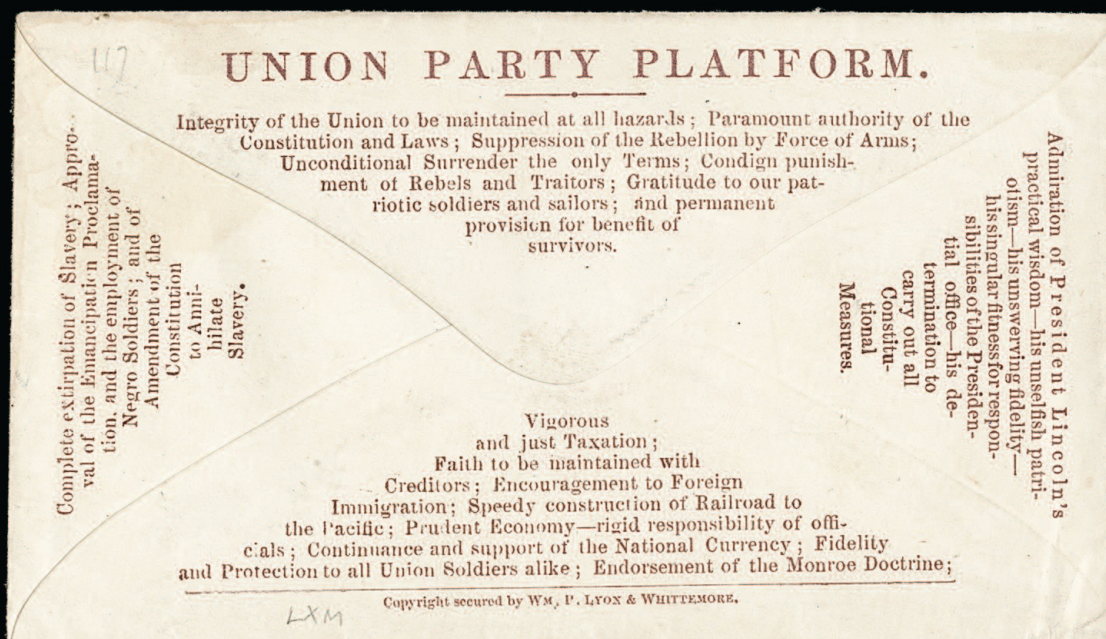 117
UNION PARTY PLATFORM.
Integrity of the Union to be maintained at all hazards; Paramount authority of the
Constitution and Laws; Suppression of the Rebellion by Force of Arms;
Unconditional Surrender the only Terms; Condign punish-
ment of Rebels and Traitors; Gratitude to our pat-
riotic soldiers and sailors; and permanent
provision for benefit of
survivors.
Complete extirpation of Slavery; Appro-
val of the Emancipation Proclama-
tion, and the employment of
Negro Soldiers; and of
Amendment of the
Constitution
to Anni-
hilate
Slavery.
Admiration of President Lincoln's
practical wisdom—his unselfish patri-
otism—his unswerving fidelity—
his singular fitness for respon-
sibilities of the Presiden-
tial office—his de-
termination to
carry out all
Constitu-
tional
Measures.
Vigorous
and just Taxation;
Faith to be maintained with
Creditors; Encouragement to Foreign
Immigration; Speedy construction of Railroad to
the Pacific; Prudent Economy—rigid responsibility of offi-
cials; Continuance and support of the National Currency; Fidelity
and Protection to all Union Soldiers alike; Endorsement of the Monroe Doctrine;
Copyright secured by WM. P. LYON & WHITTEMORE.
LXM